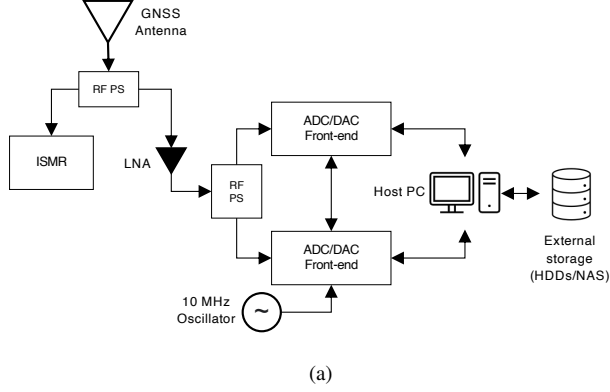 GNSS
Antenna
RF PS
ISMR
LNA
RF
PS
ADC/DAC
Front-end
ADC/DAC
Front-end
Host PC
External
storage
(HDDs/NAS)
10 MHz
Oscillator
~
(a)